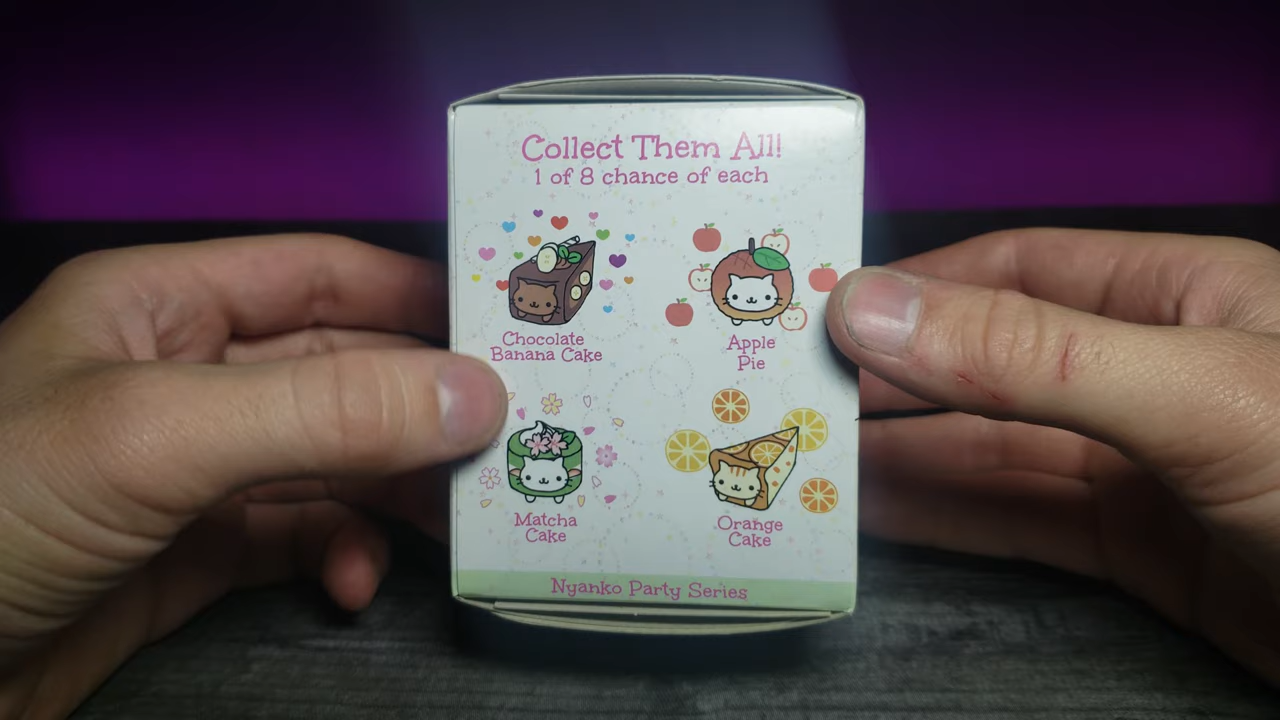 Collect Them All!
1 of 8 chance of each
Chocolate
Banana Cake
Apple
Pie
Matcha
Cake
Orange
Cake
Nyanko Party Series